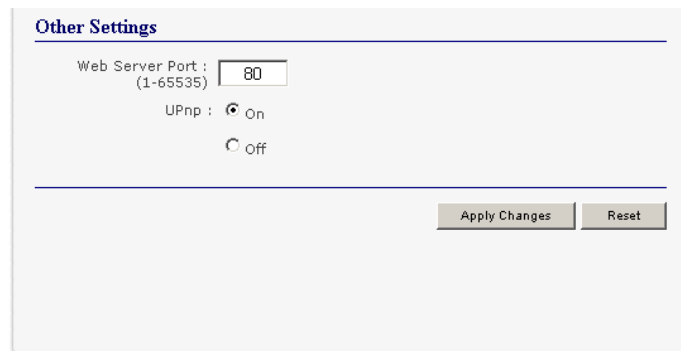 Other Settings
Web Server Port :
(1-65535)
80
UPnp :
On
Off
Apply Changes
Reset